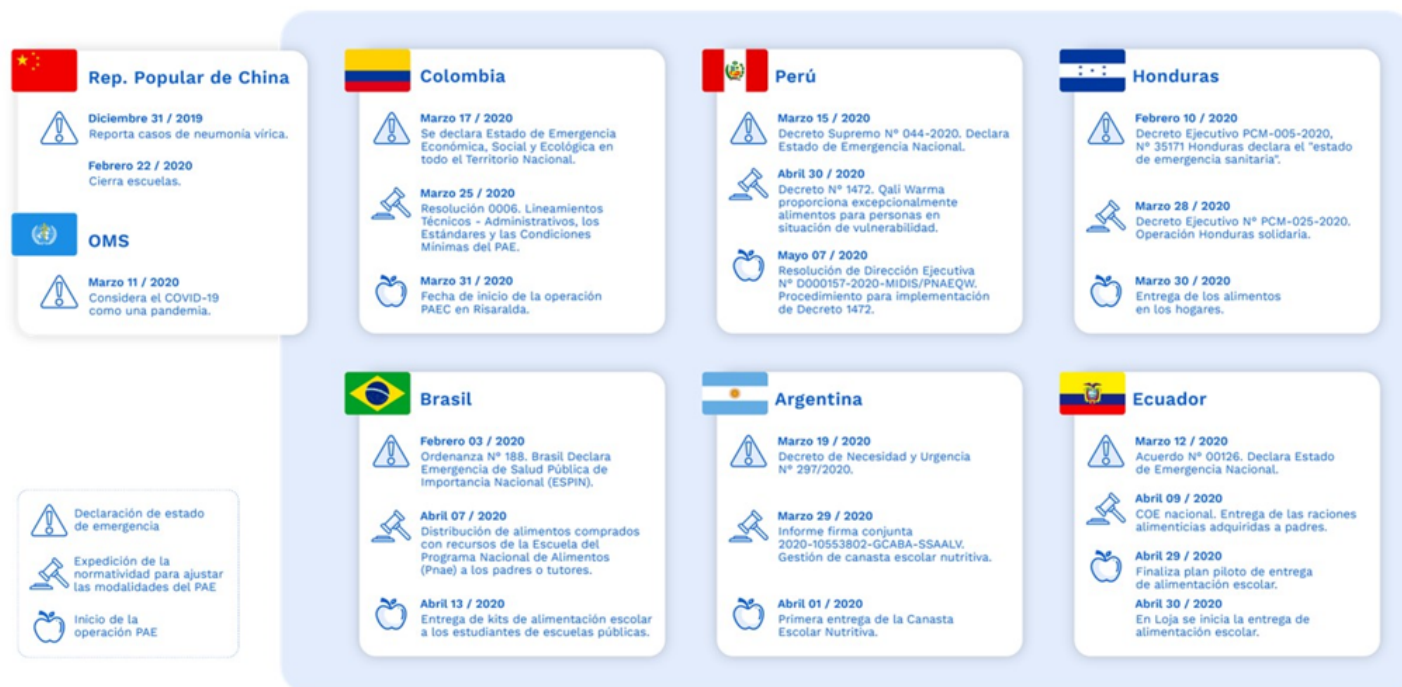 Rep. Popular de China
Diciembre 31 / 2019
Reporta casos de neumonía vírica.
Febrero 22 / 2020
Cierra escuelas.
OMS
Marzo 11 / 2020
Considera el COVID-19
como una pandemia.
Colombia
Marzo 17 / 2020
Se declara Estado de Emergencia
Económica, Social y Ecológica en
todo el Territorio Nacional.
Marzo 25 / 2020
Resolución 0006. Lineamientos
Técnicos - Administrativos, los
Estándares y las Condiciones
Mínimas del PAE.
Marzo 31 / 2020
Fecha de inicio de la operación
PAEC en Risaralda.
Perú
Marzo 15 / 2020
Decreto Supremo N° 044-2020. Declara
Estado de Emergencia Nacional.
Abril 30 / 2020
Decreto N° 1472. Qali Warma
proporciona excepcionalmente
alimentos para personas en
situación de vulnerabilidad.
Mayo 07 / 2020
Resolución de Dirección Ejecutiva
N° D000157-2020-MIDIS/PNAEQW.
Procedimiento para implementación
de Decreto 1472.
Honduras
Febrero 10 / 2020
Decreto Ejecutivo PCM-005-2020,
N° 35171 Honduras declara el "estado
de emergencia sanitaria".
Marzo 28 / 2020
Decreto Ejecutivo N° PCM-025-2020.
Operación Honduras solidaria.
Marzo 30 / 2020
Entrega de los alimentos
en los hogares.
Brasil
Febrero 03 / 2020
Ordenanza N° 188. Brasil Declara
Emergencia de Salud Pública de
Importancia Nacional (ESPIN).
Abril 07 / 2020
Distribución de alimentos comprados
con recursos de la Escuela del
Programa Nacional de Alimentos
(Pnae) a los padres o tutores.
Abril 13 / 2020
Entrega de kits de alimentación escolar
a los estudiantes de escuelas públicas.
Argentina
Marzo 19 / 2020
Decreto de Necesidad y Urgencia
N° 297/2020.
Marzo 29 / 2020
Informe firma conjunta
2020-10553802-GCABA-SSAALV.
Gestión de canasta escolar nutritiva.
Abril 01 / 2020
Primera entrega de la Canasta
Escolar Nutritiva.
Ecuador
Marzo 12 / 2020
Acuerdo N° 00126. Declara Estado
de Emergencia Nacional.
Abril 09 / 2020
COE nacional. Entrega de las raciones
alimenticias adquiridas a padres.
Abril 29 / 2020
Finaliza plan piloto de entrega
de alimentación escolar.
Abril 30 / 2020
En Loja se inicia la entrega de
alimentación escolar.
Declaración de estado
de emergencia
Expedición de la
normatividad para ajustar
las modalidades del PAE
Inicio de la
operación PAE